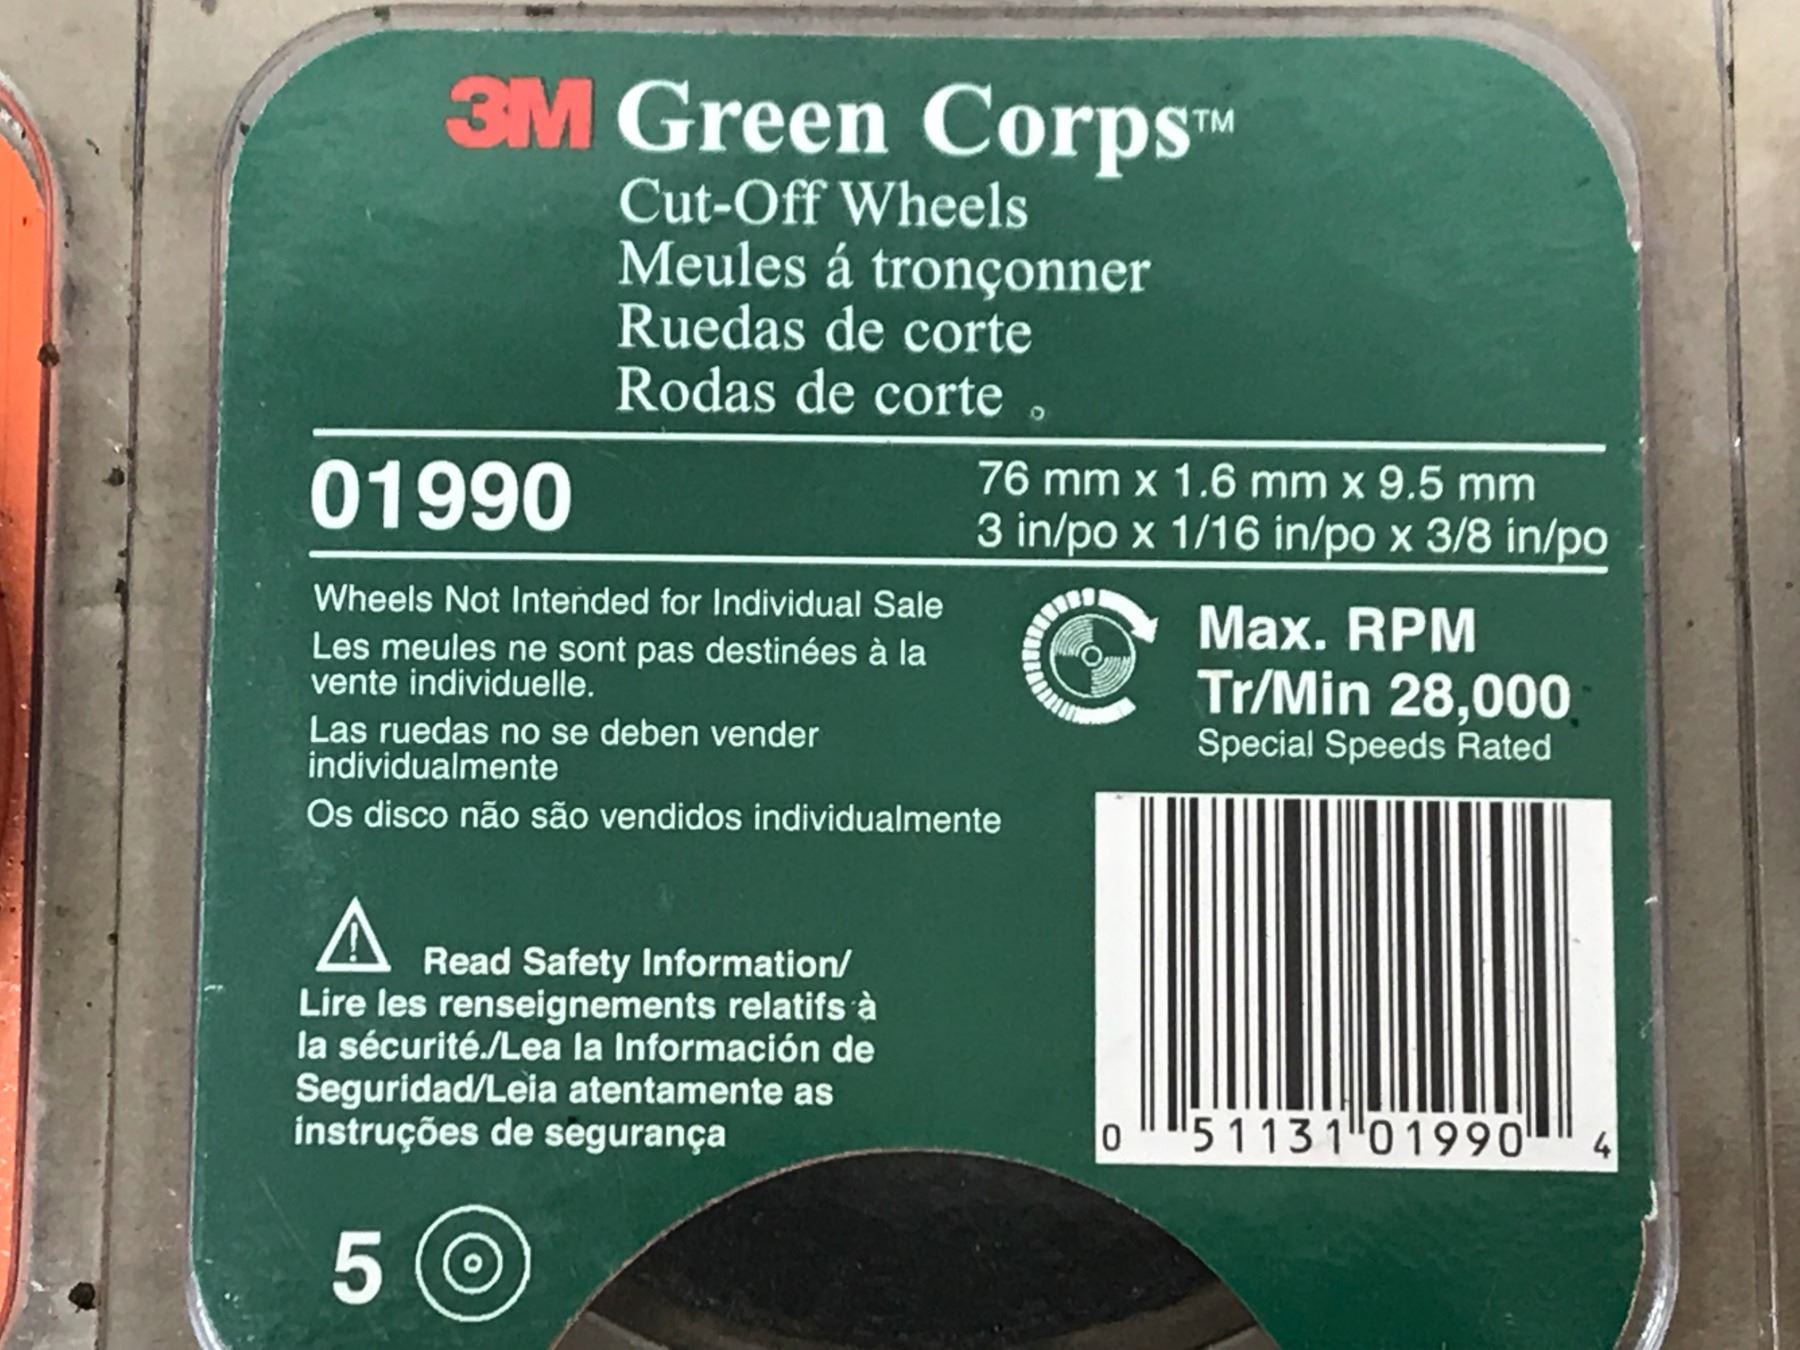 3M Green Corps™
Cut-Off Wheels
Meules á tronçonner
Ruedas de corte
Rodas de corte
01990
76 mm x 1.6 mm x 9.5 mm
3 in/po x 1/16 in/po x 3/8 in/po
Wheels Not Intended for Individual Sale
Les meules ne sont pas destinées à la
vente individuelle.
Las ruedas no se deben vender
individualmente
Os disco não são vendidos individualmente
Max. RPM
Tr/Min 28,000
Special Speeds Rated
Read Safety Information/
Lire les renseignements relatifs à
la sécurité./Lea la Información de
Seguridad/Leia atentamente as
instruções de segurança
0 51131 01990 4
5